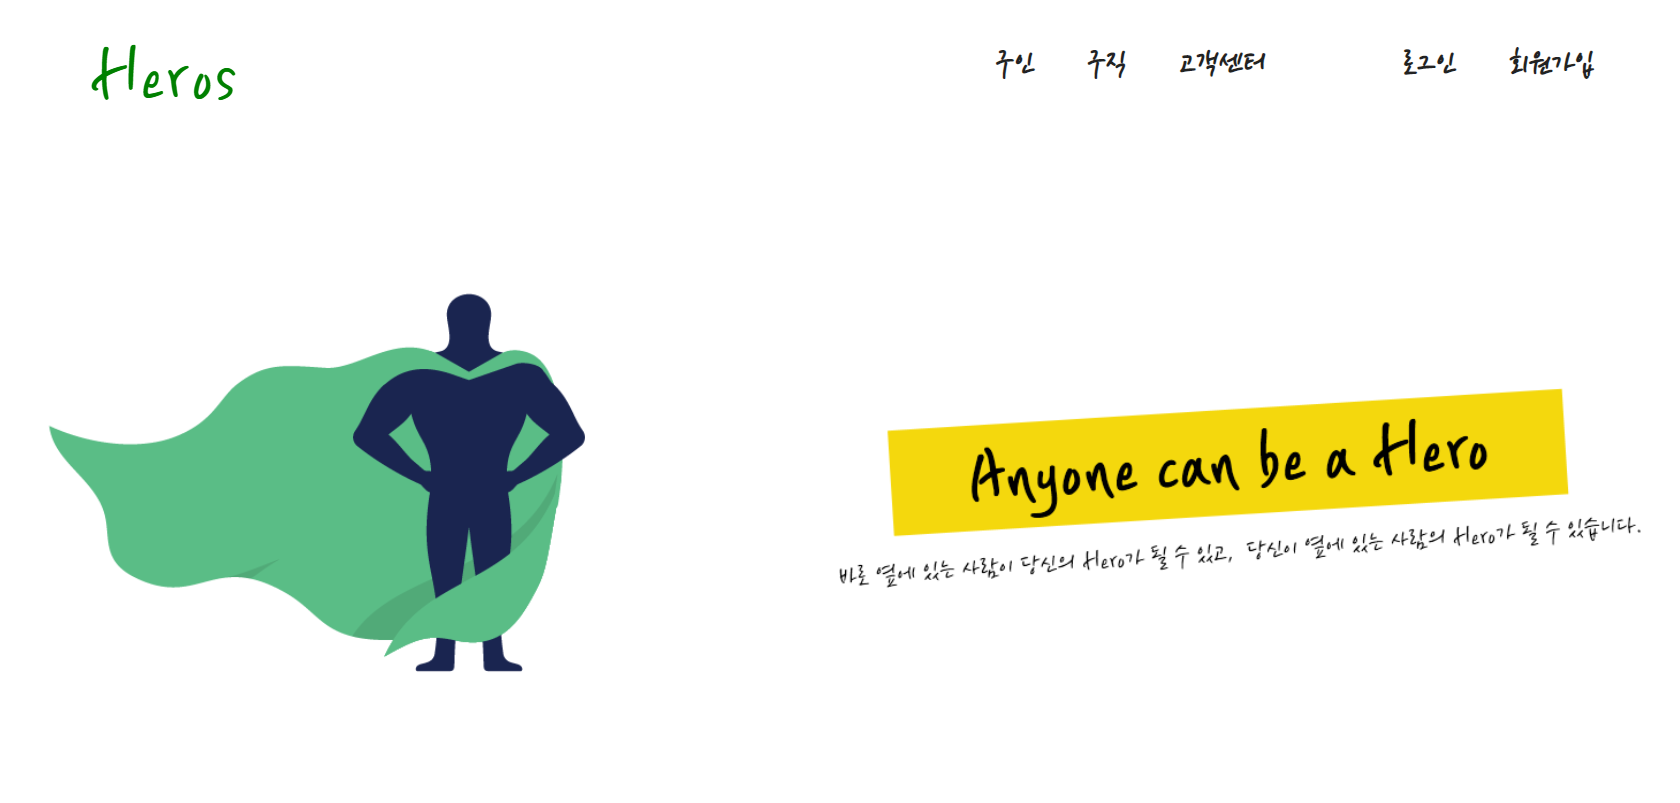 Heros
구인 구직 고객센터 로그인 회원가입
Anyone can be a Hero
바로 옆에 있는 사람이 당신의 Hero가 될 수 있고, 당신이 옆에 있는 사람의 Hero가 될 수 있습니다.